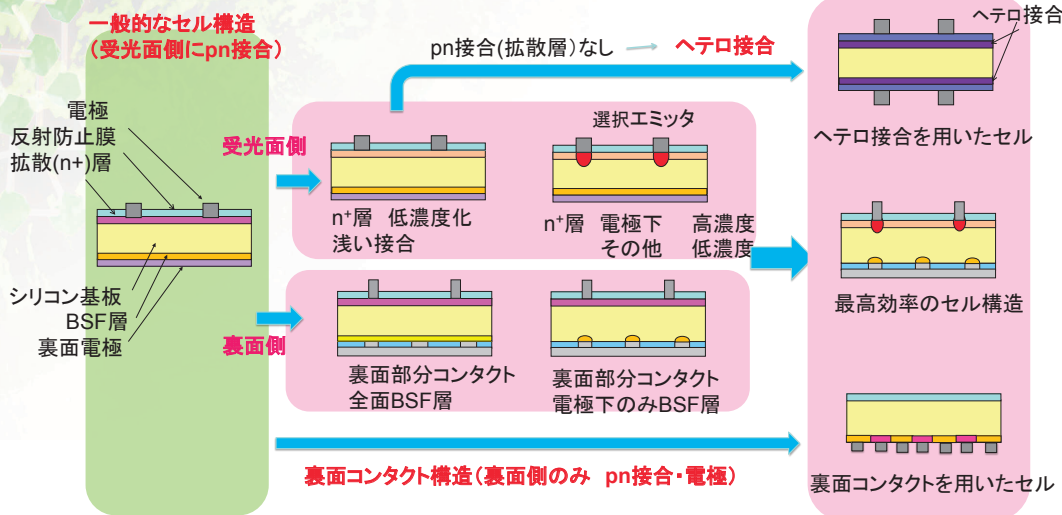 一般的なセル構造
(受光面側にpn接合)
電極
反射防止膜
拡散(n+)層
シリコン基板
BSF層
裏面電極
pn接合(拡散層)なし → ヘテロ接合
受光面側
選択エミッタ
n⁺層 低濃度化
浅い接合
n⁺層 電極下 高濃度
その他 低濃度
裏面側
裏面部分コンタクト
全面BSF層
裏面部分コンタクト
電極下のみBSF層
裏面コンタクト構造(裏面側のみ pn接合・電極)
ヘテロ接合
ヘテロ接合を用いたセル
最高効率のセル構造
裏面コンタクトを用いたセル